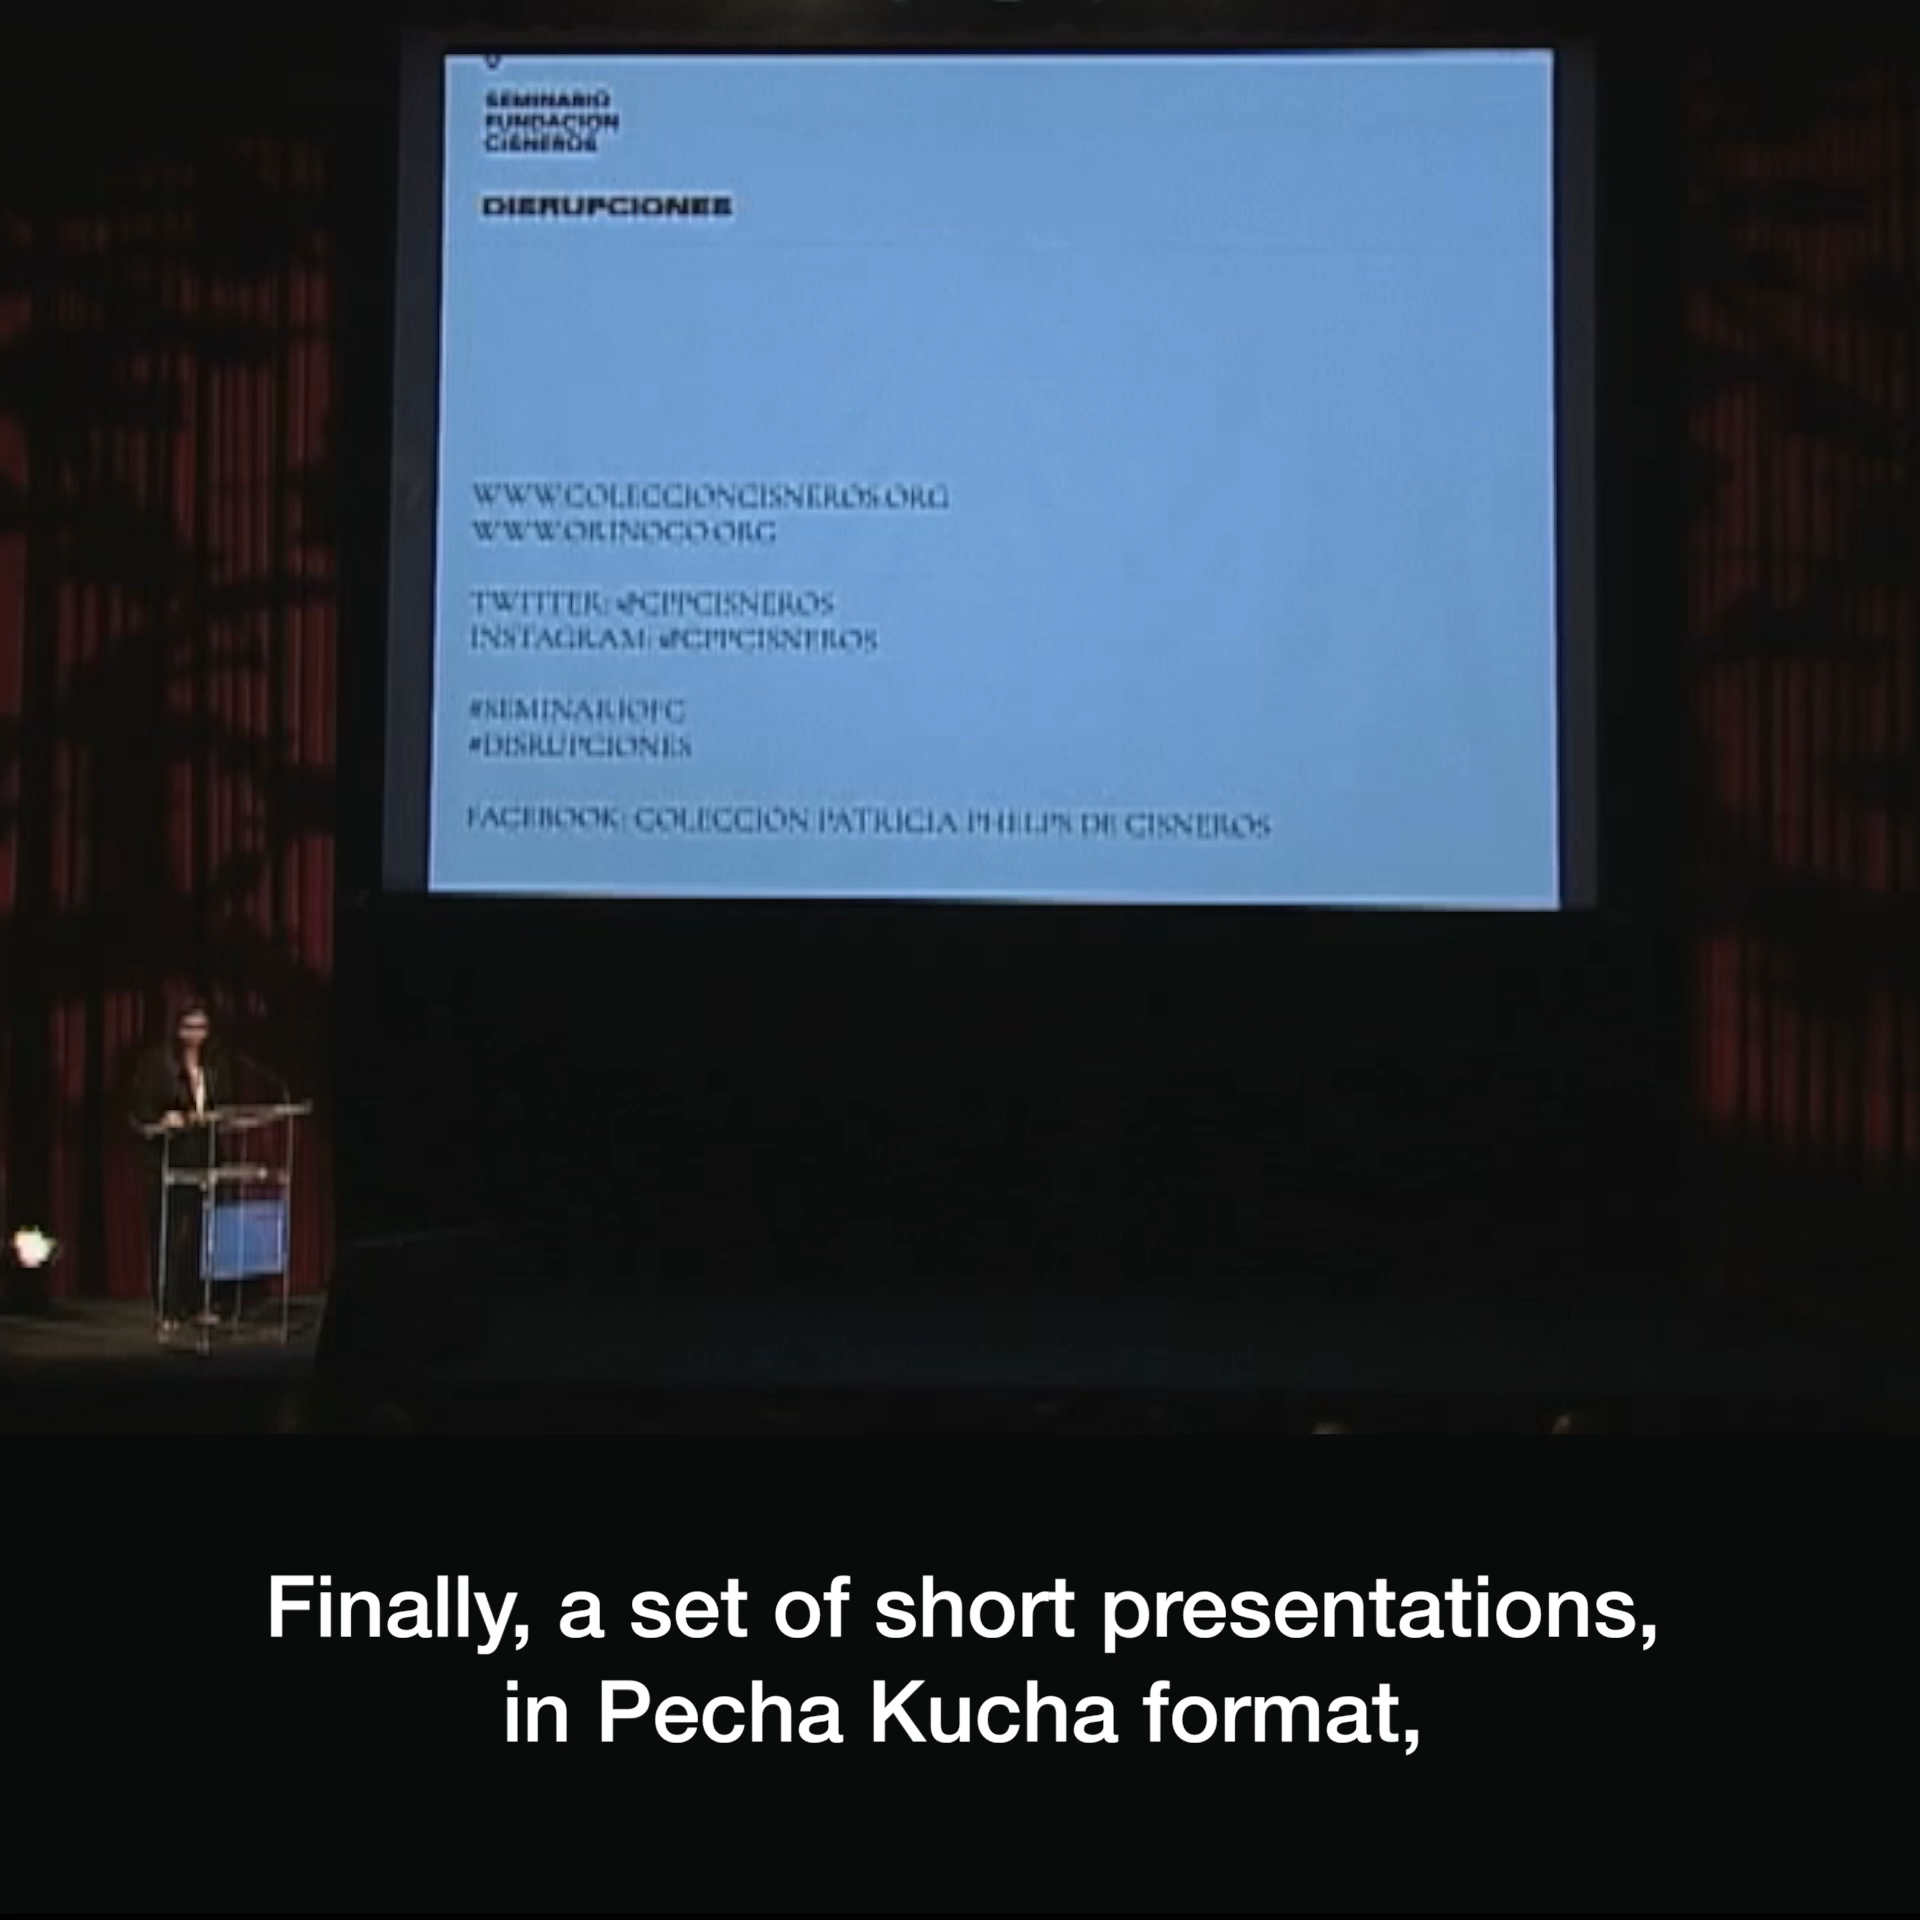 SEMINARIO
FUNDACIÓN
CISNEROS
DISRUPCIONES
WWW.COLECCIONCISNEROS.ORG
WWW.ORINOCO.ORG
TWITTER: @CPPCISNEROS
INSTAGRAM: @CPPCISNEROS
#SEMINARIOFC
#DISRUPCIONES
FACEBOOK: COLECCIÓN PATRICIA PHELPS DE CISNEROS
Finally, a set of short presentations,
in Pecha Kucha format,